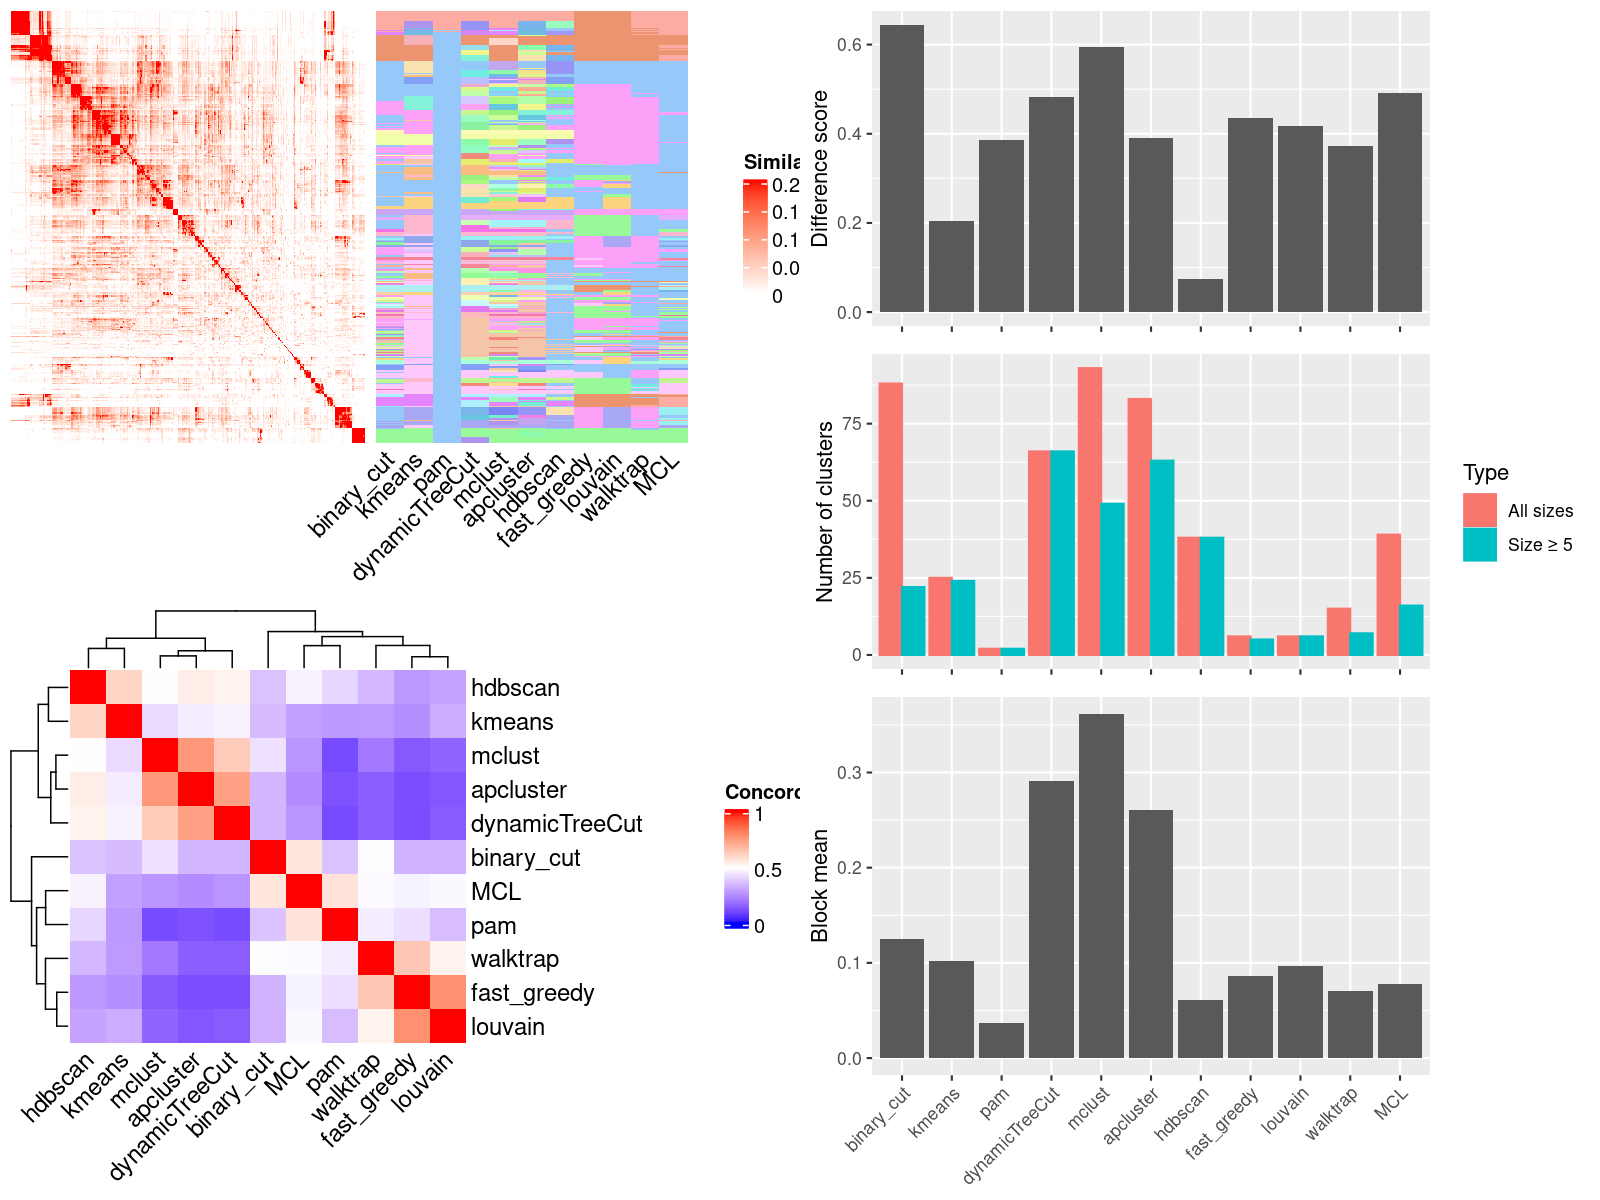 Simila
0.2
0.1
0.1
0.0
0
binary_cut
kmeans
pam
dynamicTreeCut
mclust
apcluster
hdbscan
fast_greedy
louvain
walktrap
MCL
hdbscan
kmeans
mclust
apcluster
dynamicTreeCut
binary_cut
MCL
pam
walktrap
fast_greedy
louvain
hdbscan
kmeans
mclust
apcluster
dynamicTreeCut
binary_cut
MCL
pam
walktrap
fast_greedy
louvain
Concord
1
0.5
0
Difference score
0.6
0.4
0.2
0.0
Number of clusters
75
50
25
0
Type
All sizes
Size ≥ 5
Block mean
0.3
0.2
0.1
0.0
binary_cut
kmeans
pam
dynamicTreeCut
mclust
apcluster
hdbscan
fast_greedy
louvain
walktrap
MCL